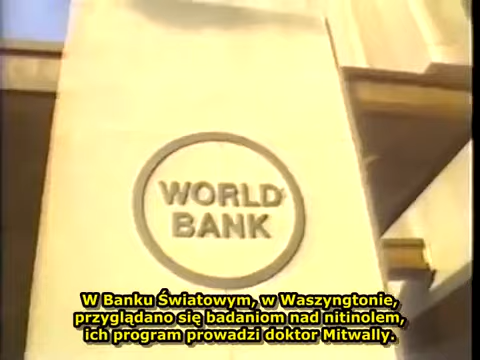 WORLD
BANK
W Banku Światowym, w Waszyngtonie,
przyglądano się badaniom nad nitinolem,
ich program prowadzi doktor Mitwally.